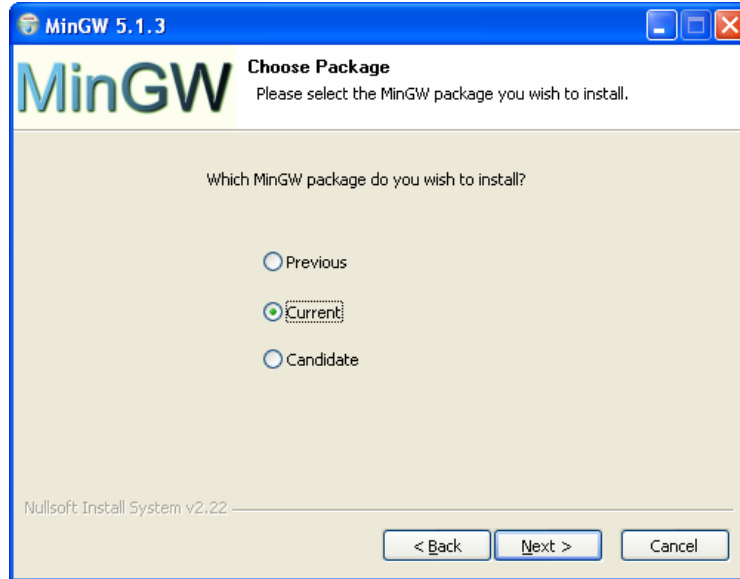 MinGW 5.1.3
MinGW
Choose Package
Please select the MinGW package you wish to install.
Which MinGW package do you wish to install?
Previous
Current
Candidate
Nullsoft Install System v2.22
< Back
Next >
Cancel